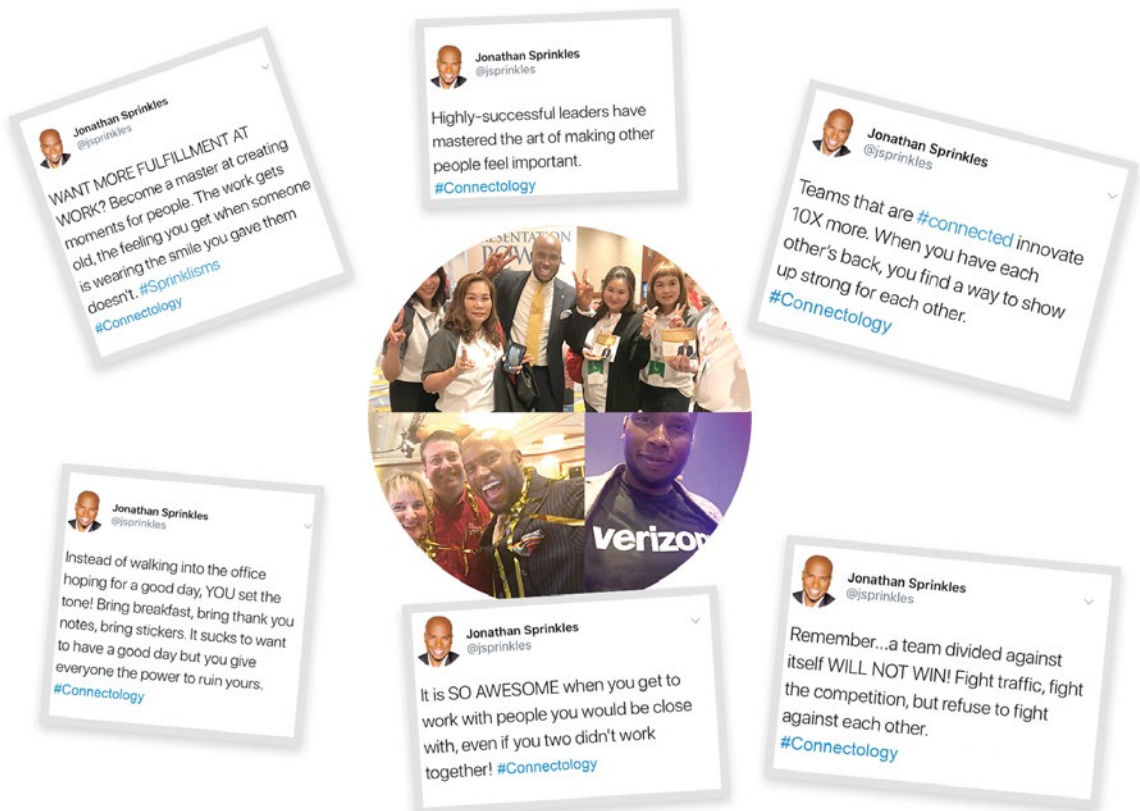 Jonathan Sprinkles
@jsprinkles
WANT MORE FULFILLMENT AT
WORK? Become a master at creating
moments for people. The work gets
old, the feeling you get when someone
is wearing the smile you gave them
doesn't. #Sprinklisms
#Connectology
Jonathan Sprinkles
@jsprinkles
Highly-successful leaders have
mastered the art of making other
people feel important.
#Connectology
Jonathan Sprinkles
@jsprinkles
Teams that are #connected innovate
10X more. When you have each
other's back, you find a way to show
up strong for each other.
#Connectology
verizon
Jonathan Sprinkles
@jsprinkles
Instead of walking into the office
hoping for a good day, YOU set the
tone! Bring breakfast, bring thank you
notes, bring stickers. It sucks to want
to have a good day but you give
everyone the power to ruin yours.
#Connectology
Jonathan Sprinkles
@jsprinkles
It is SO AWESOME when you get to
work with people you would be close
with, even if you two didn't work
together! #Connectology
Jonathan Sprinkles
@jsprinkles
Remember...a team divided against
itself WILL NOT WIN! Fight traffic, fight
the competition, but refuse to fight
against each other.
#Connectology